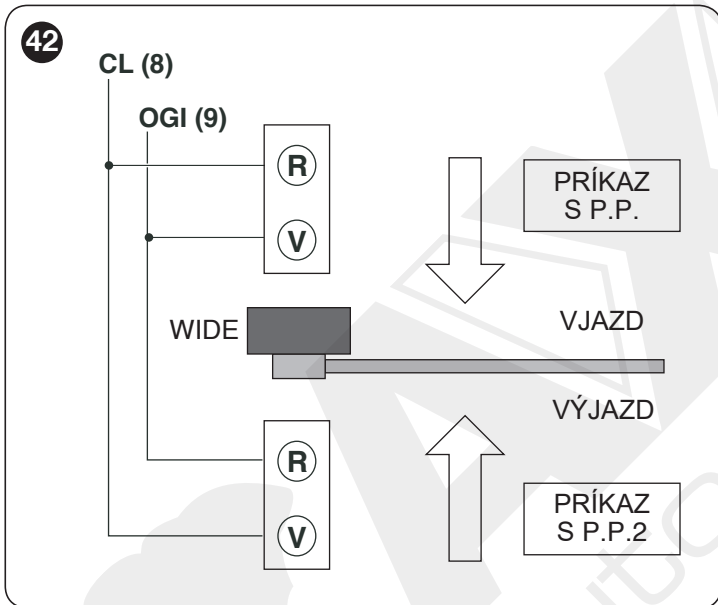 42
CL (8)
OGI (9)
R
V
PRÍKAZ
S P.P.
WIDE
VJAZD
VÝJAZD
R
V
PRÍKAZ
S P.P.2